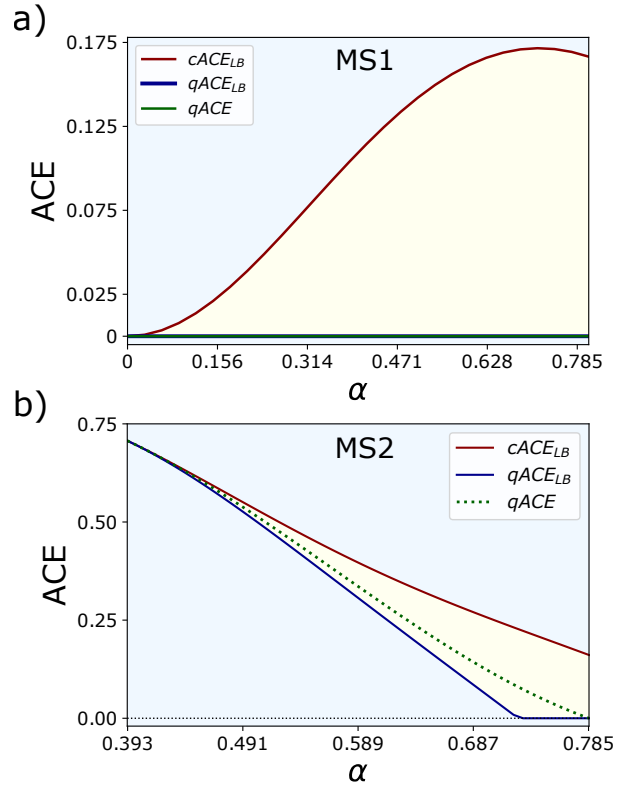 a)
MS1
cACE_LB
qACE_LB
qACE
ACE
0.175
0.125
0.075
0.025
0
0 0.156 0.314 0.471 0.628 0.785
α
b)
MS2
cACE_LB
qACE_LB
qACE
ACE
0.75
0.50
0.25
0.00
0.393 0.491 0.589 0.687 0.785
α